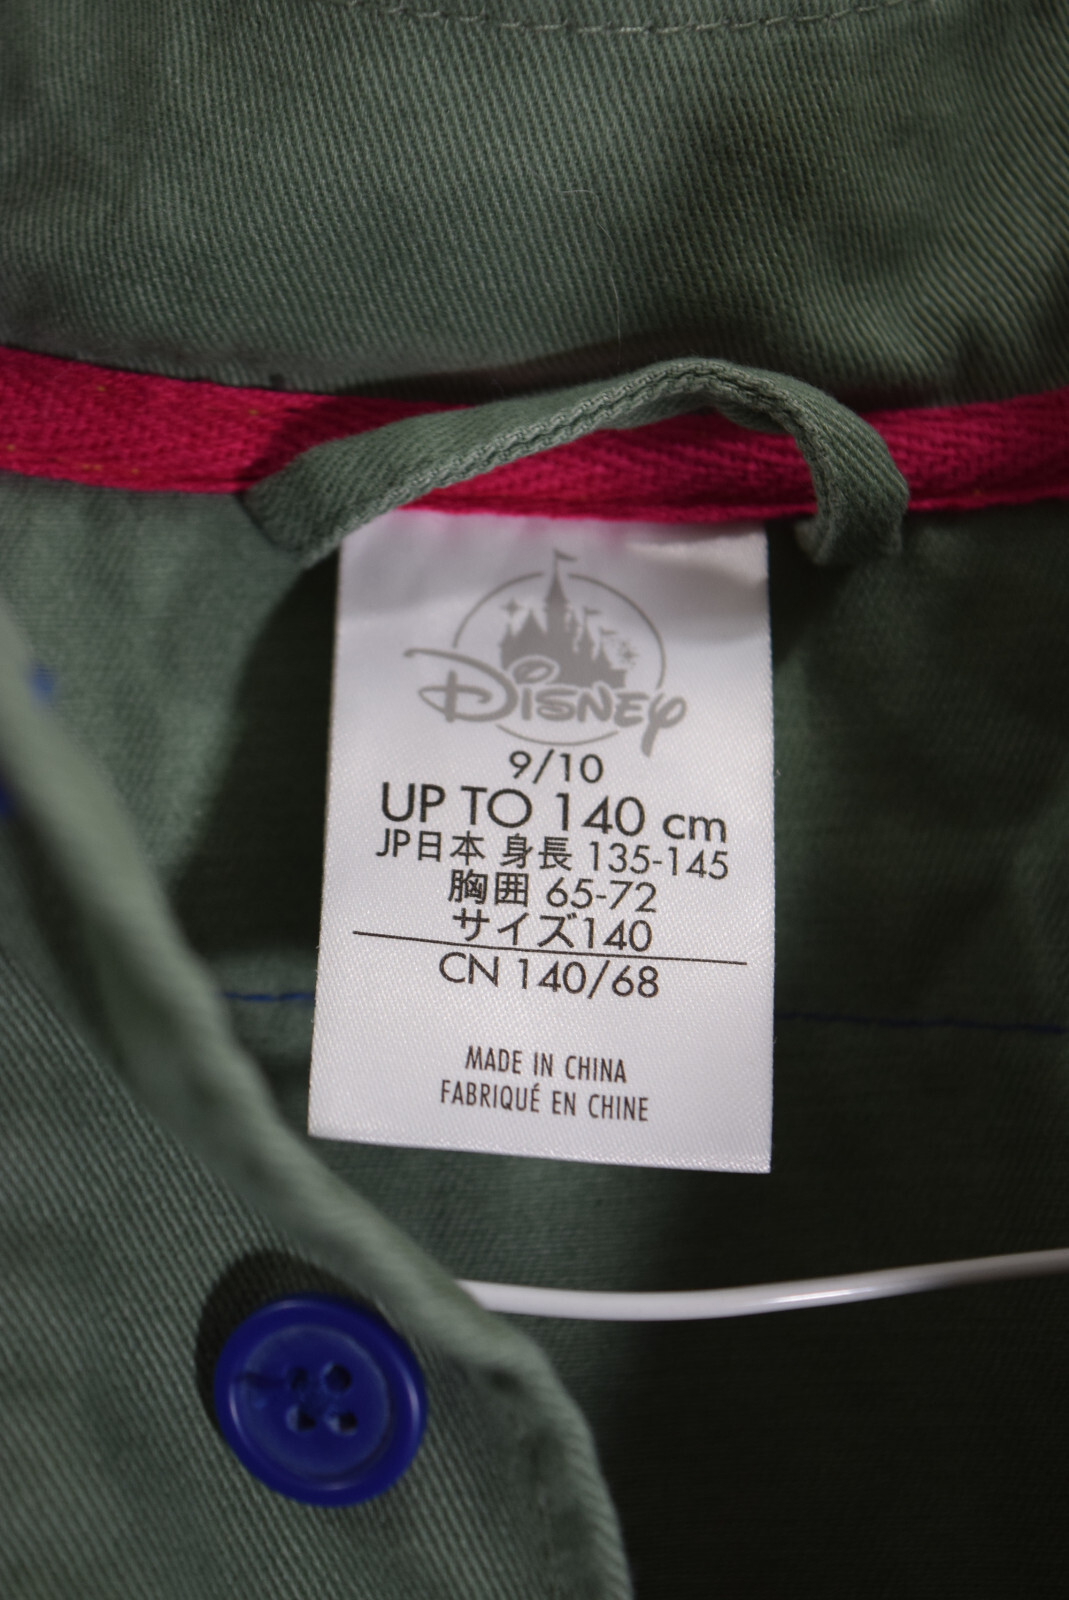 Disney
9/10
UP TO 140 cm
JP日本 身長 135-145
胸囲 65-72
サイズ140
CN 140/68
MADE IN CHINA
FABRIQUÉ EN CHINE